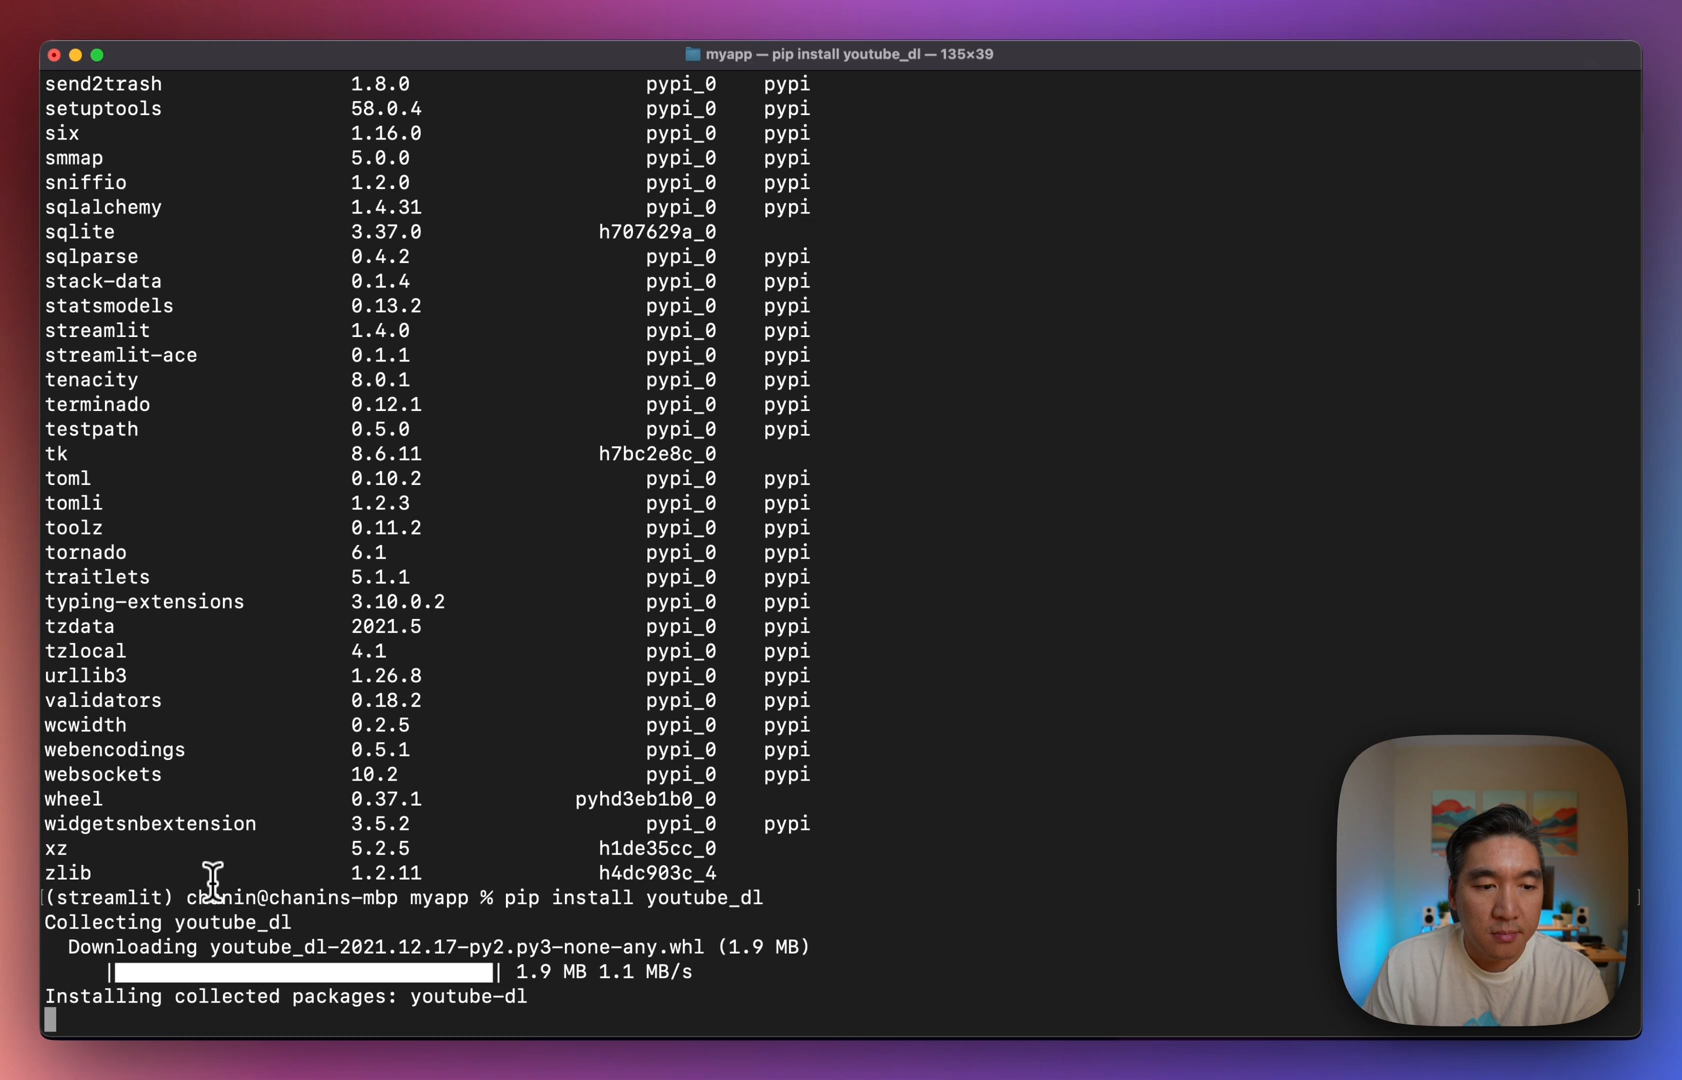 myapp — pip install youtube_dl — 135×39
send2trash 1.8.0 pypi_0 pypi
setuptools 58.0.4 pypi_0 pypi
six 1.16.0 pypi_0 pypi
smmap 5.0.0 pypi_0 pypi
sniffio 1.2.0 pypi_0 pypi
sqlalchemy 1.4.31 pypi_0 pypi
sqlite 3.37.0 h707629a_0
sqlparse 0.4.2 pypi_0 pypi
stack-data 0.1.4 pypi_0 pypi
statsmodels 0.13.2 pypi_0 pypi
streamlit 1.4.0 pypi_0 pypi
streamlit-ace 0.1.1 pypi_0 pypi
tenacity 8.0.1 pypi_0 pypi
terminado 0.12.1 pypi_0 pypi
testpath 0.5.0 pypi_0 pypi
tk 8.6.11 h7bc2e8c_0
toml 0.10.2 pypi_0 pypi
tomli 1.2.3 pypi_0 pypi
toolz 0.11.2 pypi_0 pypi
tornado 6.1 pypi_0 pypi
traitlets 5.1.1 pypi_0 pypi
typing-extensions 3.10.0.2 pypi_0 pypi
tzdata 2021.5 pypi_0 pypi
tzlocal 4.1 pypi_0 pypi
urllib3 1.26.8 pypi_0 pypi
validators 0.18.2 pypi_0 pypi
wcwidth 0.2.5 pypi_0 pypi
webencodings 0.5.1 pypi_0 pypi
websockets 10.2 pypi_0 pypi
wheel 0.37.1 pyhd3eb1b0_0
widgetsnbextension 3.5.2 pypi_0 pypi
xz 5.2.5 h1de35cc_0
zlib 1.2.11 h4dc903c_4
[(streamlit) chanin@chanins-mbp myapp % pip install youtube_dl ]
Collecting youtube_dl
Downloading youtube_dl-2021.12.17-py2.py3-none-any.whl (1.9 MB)
|████████████████████████████████| 1.9 MB 1.1 MB/s
Installing collected packages: youtube-dl